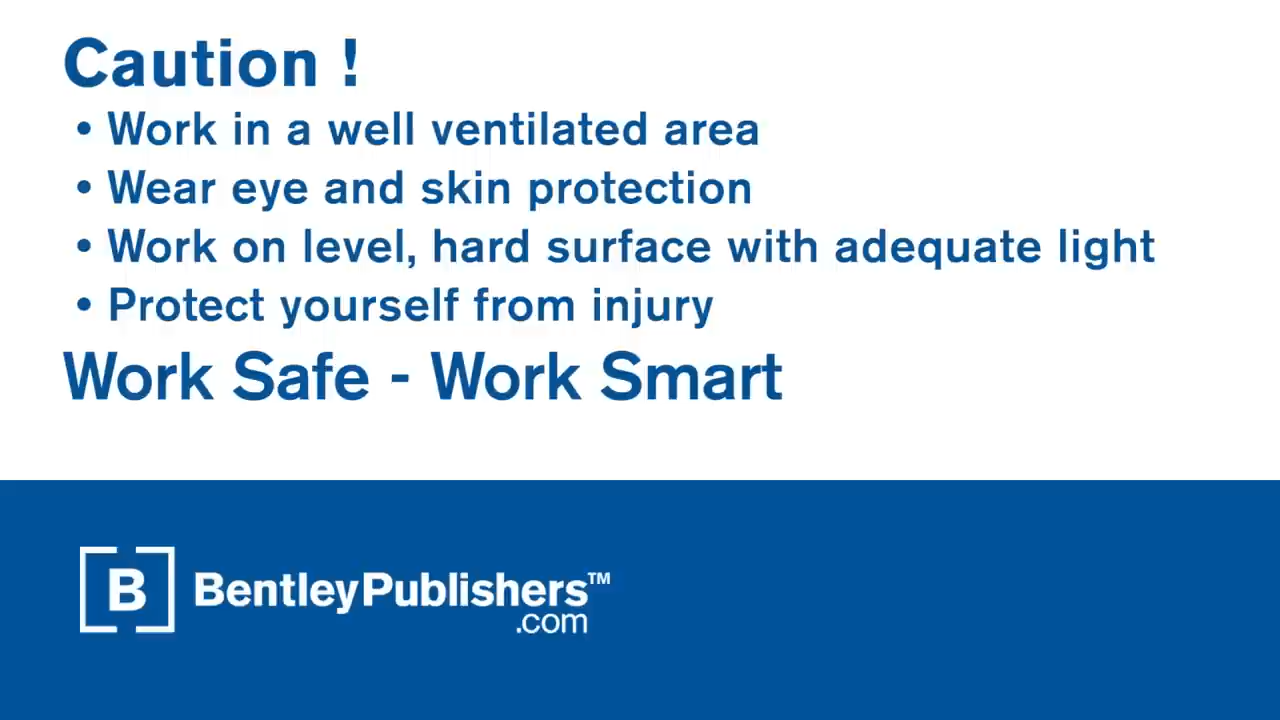 Caution !
• Work in a well ventilated area
• Wear eye and skin protection
• Work on level, hard surface with adequate light
• Protect yourself from injury
Work Safe - Work Smart
B BentleyPublishers™
.com